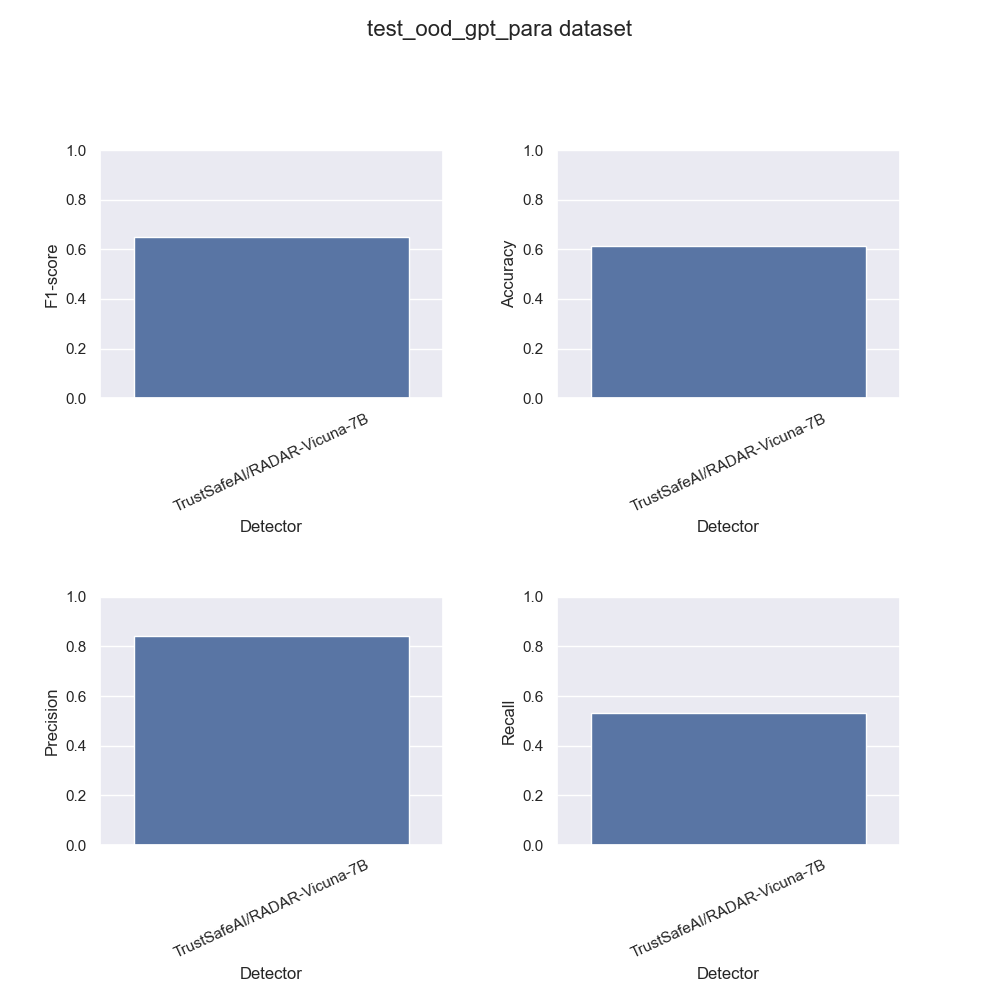 test_ood_gpt_para dataset
1.0
0.8
0.6
0.4
0.2
0.0
F1-score
TrustSafeAI/RADAR-Vicuna-7B
Detector
1.0
0.8
0.6
0.4
0.2
0.0
Accuracy
TrustSafeAI/RADAR-Vicuna-7B
Detector
1.0
0.8
0.6
0.4
0.2
0.0
Precision
TrustSafeAI/RADAR-Vicuna-7B
Detector
1.0
0.8
0.6
0.4
0.2
0.0
Recall
TrustSafeAI/RADAR-Vicuna-7B
Detector